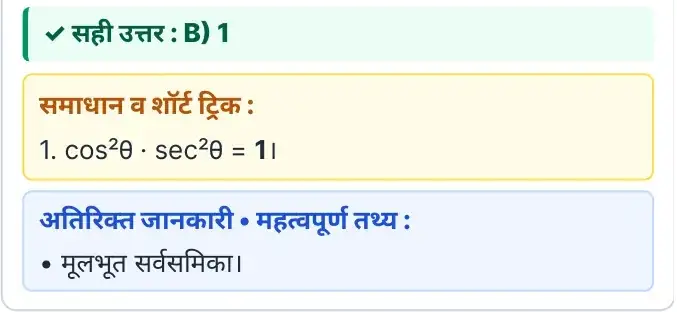 ✓ सही उत्तर : B) 1
समाधान व शॉर्ट ट्रिक :
1. cos²θ · sec²θ = 1।
अतिरिक्त जानकारी • महत्वपूर्ण तथ्य :
• मूलभूत सर्वसमिका।